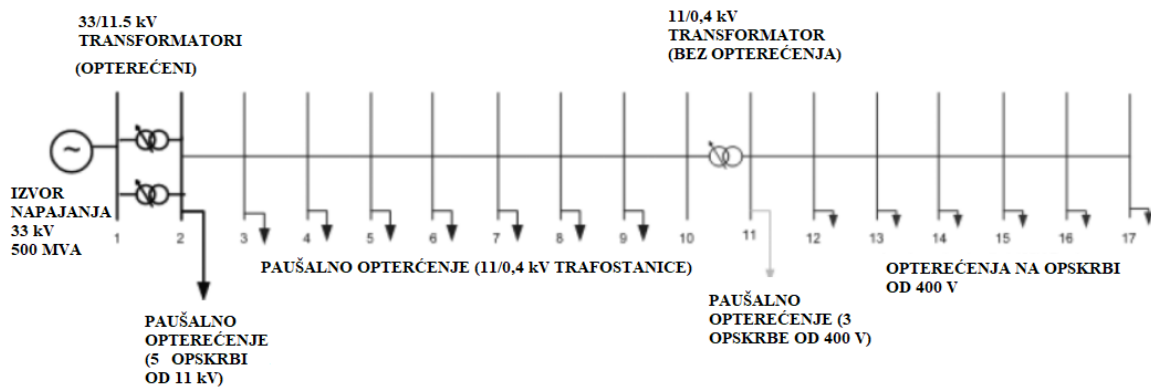 33/11.5 kV
TRANSFORMATORI
(OPTEREĆENI)
11/0,4 kV
TRANSFORMATOR
(BEZ OPTEREĆENJA)
~
IZVOR
NAPAJANJA
33 kV
500 MVA
1 2 3 4 5 6 7 8 9 10 11 12 13 14 15 16 17
PAUŠALNO OPTERĆENJE (11/0,4 kV TRAFOSTANICE)
OPTEREĆENJA NA OPSKRBI
OD 400 V
PAUŠALNO
OPTEREĆENJE
(5 OPSKRBI
OD 11 kV)
PAUŠALNO
OPTEREĆENJE (3
OPSKRBE OD 400 V)